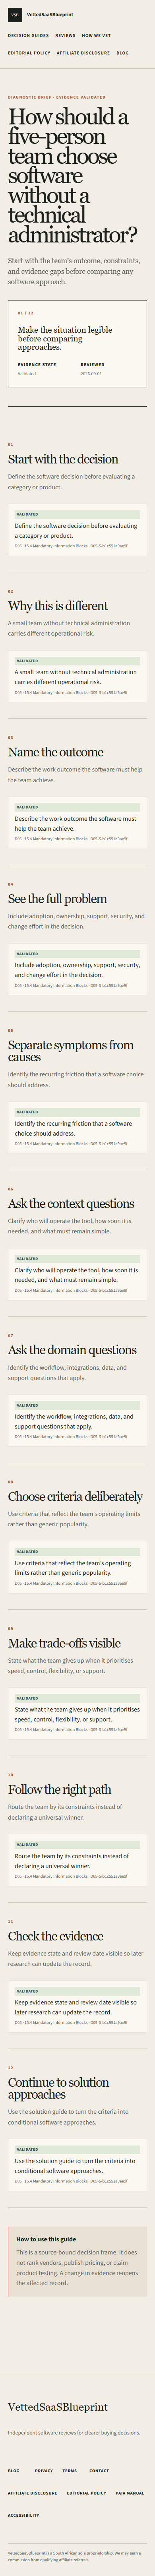 VSB VettedSaaSBlueprint
DECISION GUIDES REVIEWS HOW WE VET
EDITORIAL POLICY AFFILIATE DISCLOSURE BLOG
DIAGNOSTIC BRIEF · EVIDENCE VALIDATED
How should a
five-person
team choose
software
without a
technical
administrator?
Start with the team's outcome, constraints,
and evidence gaps before comparing any
software approach.
01 / 12
Make the situation legible
before comparing
approaches.
EVIDENCE STATE REVIEWED
Validated 2026-09-01
01
Start with the decision
Define the software decision before evaluating
a category or product.
VALIDATED
Define the software decision before evaluating
a category or product.
02
Why this is different
A small team without technical administration
carries different operational risk.
VALIDATED
A small team without technical administration
carries different operational risk.
03
Name the outcome
Describe the work outcome the software must help
the team achieve.
VALIDATED
Describe the work outcome the software must
help the team achieve.
04
See the full problem
Include adoption, ownership, support, security, and
change effort in the decision.
VALIDATED
Include adoption, ownership, support, security,
and change effort in the decision.
05
Separate symptoms from
causes
Identify the recurring friction that a software choice
should address.
VALIDATED
Identify the recurring friction that a software
choice should address.
06
Ask the context questions
Clarify who will operate the tool, how soon it is
needed, and what must remain simple.
VALIDATED
Clarify who will operate the tool, how soon it is
needed, and what must remain simple.
07
Ask the domain questions
Identify the workflow, integrations, data, and
support questions that apply.
VALIDATED
Identify the workflow, integrations, data, and
support questions that apply.
08
Choose criteria deliberately
Use criteria that reflect the team's operating limits
rather than generic popularity.
VALIDATED
Use criteria that reflect the team's operating
limits rather than generic popularity.
09
Make trade-offs visible
State what the team gives up when it prioritises
speed, control, flexibility, or support.
VALIDATED
State what the team gives up when it prioritises
speed, control, flexibility, or support.
10
Follow the right path
Route the team by its constraints instead of
declaring a universal winner.
VALIDATED
Route the team by its constraints instead of
declaring a universal winner.
11
Check the evidence
Keep evidence state and review date visible so later
research can update the record.
VALIDATED
Keep evidence state and review date visible so
later research can update the record.
12
Continue to solution
approaches
Use the solution guide to turn the criteria into
conditional software approaches.
VALIDATED
Use the solution guide to turn the criteria into
conditional software approaches.
How to use this guide
This is a source-bound decision frame. It does
not rank vendors, publish pricing, or claim
product testing. A change in evidence reopens
the affected record.
VettedSaaSBlueprint
Independent software reviews for clearer buying decisions.
BLOG PRIVACY TERMS CONTACT
AFFILIATE DISCLOSURE EDITORIAL POLICY PAIA MANUAL
ACCESSIBILITY
VettedSaaSBlueprint is a South African sole proprietorship. We may earn a
commission from qualifying affiliate referrals.